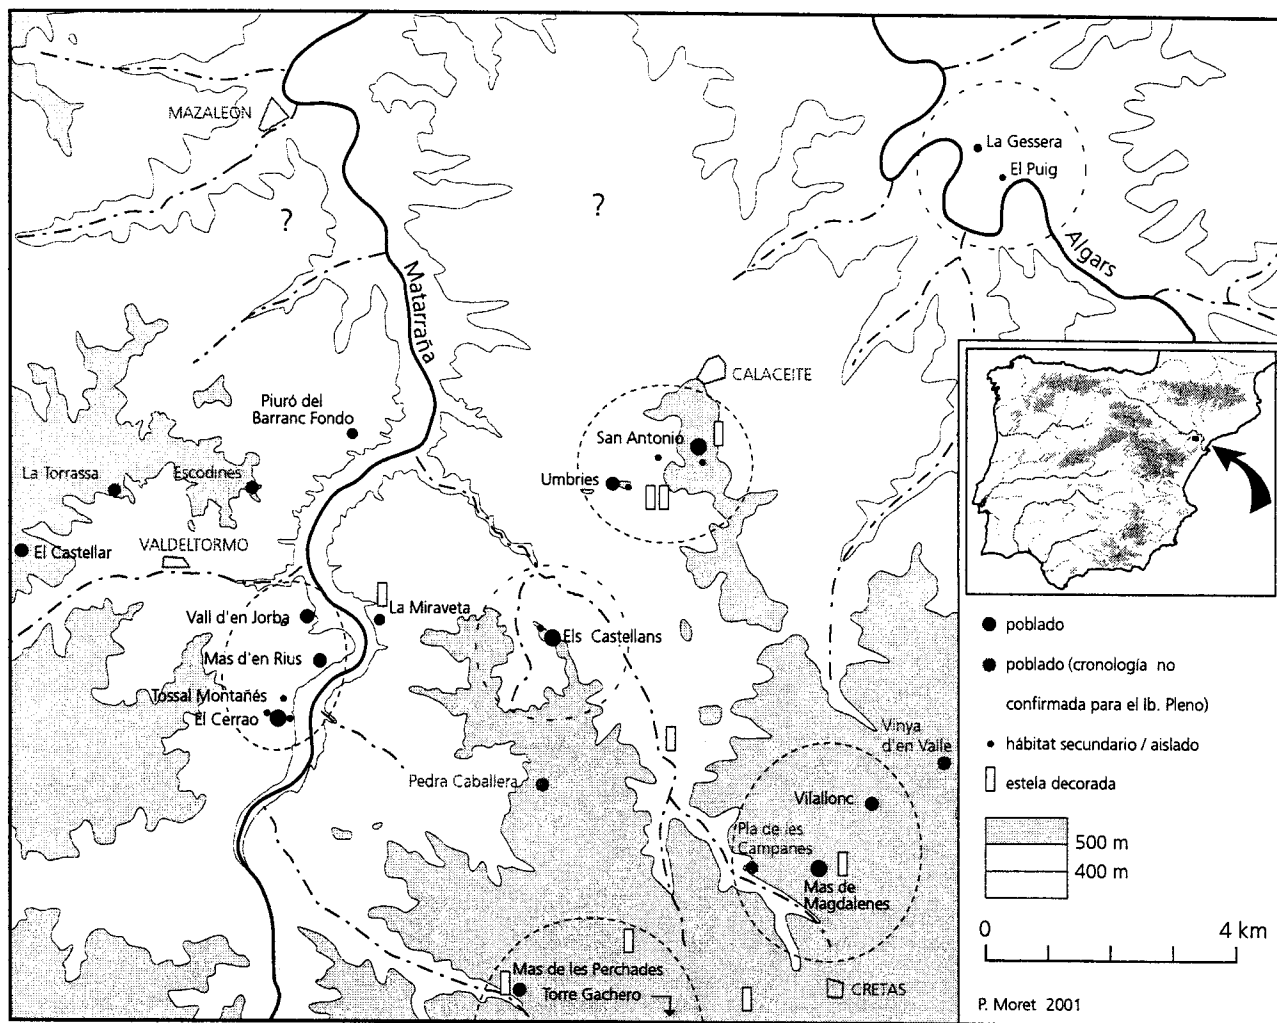 MAZALEON
La Gessera
El Puig
?
?
Algars
Matarraña
CALACEITE
Piuró del
Barranc Fondo
San Antonio
La Torrassa
Escodines
Umbries
El Castellar
VALDELTORMO
Vall d'en Jorba
La Miraveta
Els Castellans
Mas d'en Rius
Tossal Montañés
El Cerrao
Vinya
d'en Valle
Pedra Caballera
Vilallonc
Pla de les
Campanes
Mas de
Magdalenes
Mas de les Perchades
Torre Gachero
CRETAS
poblado
poblado (cronología no
confirmada para el Ib. Pleno)
hábitat secundario / aislado
estela decorada
500 m
400 m
0 4 km
P. Moret 2001